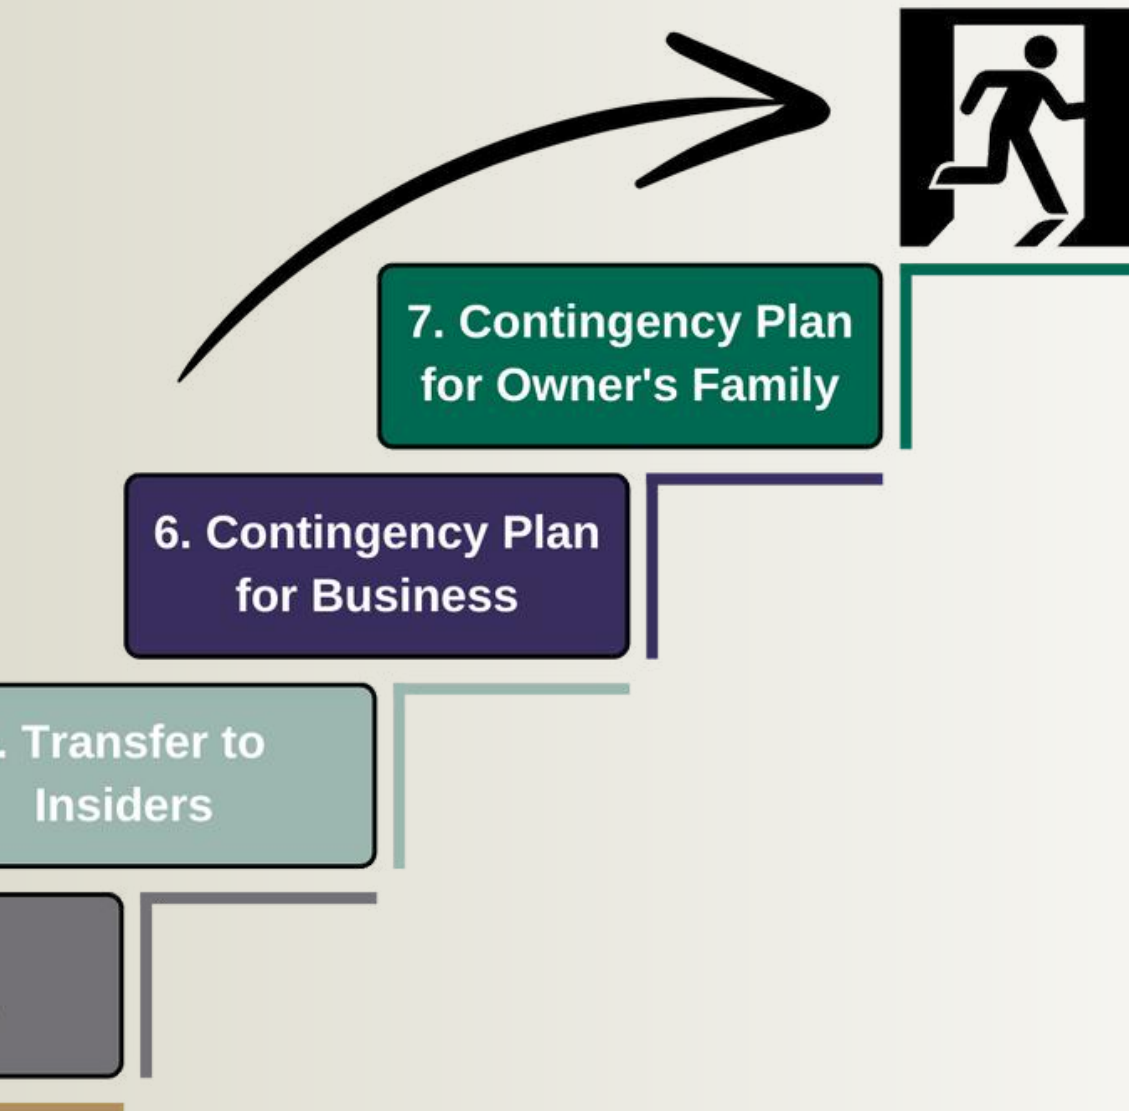 7. Contingency Plan
for Owner's Family
6. Contingency Plan
for Business
. Transfer to
Insiders